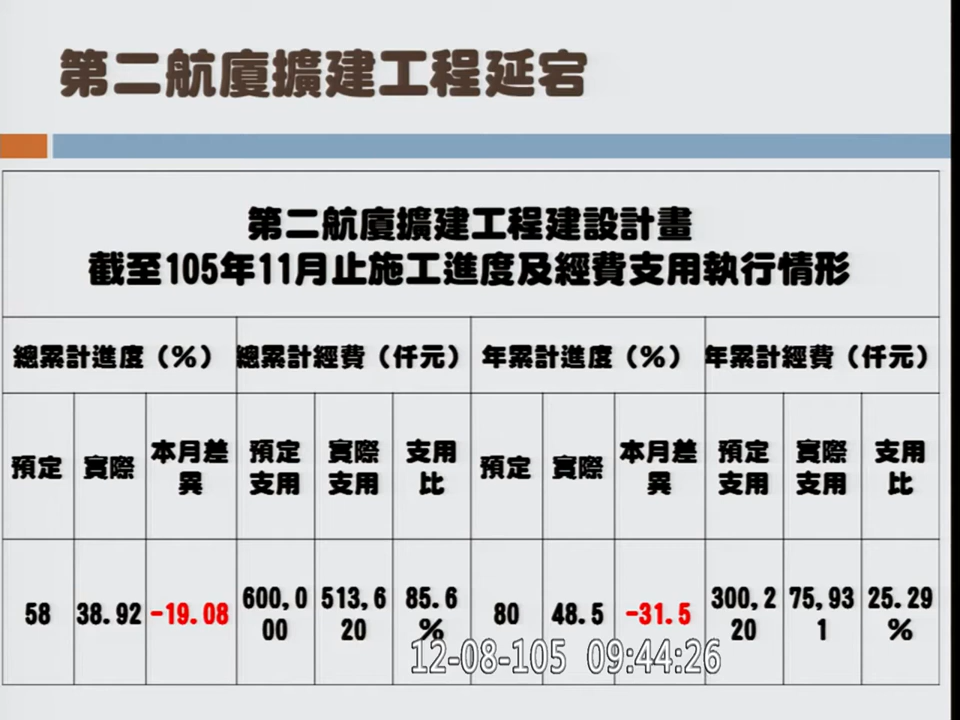 第二航廈擴建工程延宕
第二航廈擴建工程建設計畫
截至105年11月止施工進度及經費支用執行情形
總累計進度（%） 總累計經費（仟元） 年累計進度（%） 年累計經費（仟元）
預定 實際 本月差異 預定支用 實際支用 支用比 預定 實際 本月差異 預定支用 實際支用 支用比
58 38.92 -19.08 600,000 513,620 85.6% 80 48.5 -31.5 300,220 75,931 25.29%
12-08-105 09:44:26